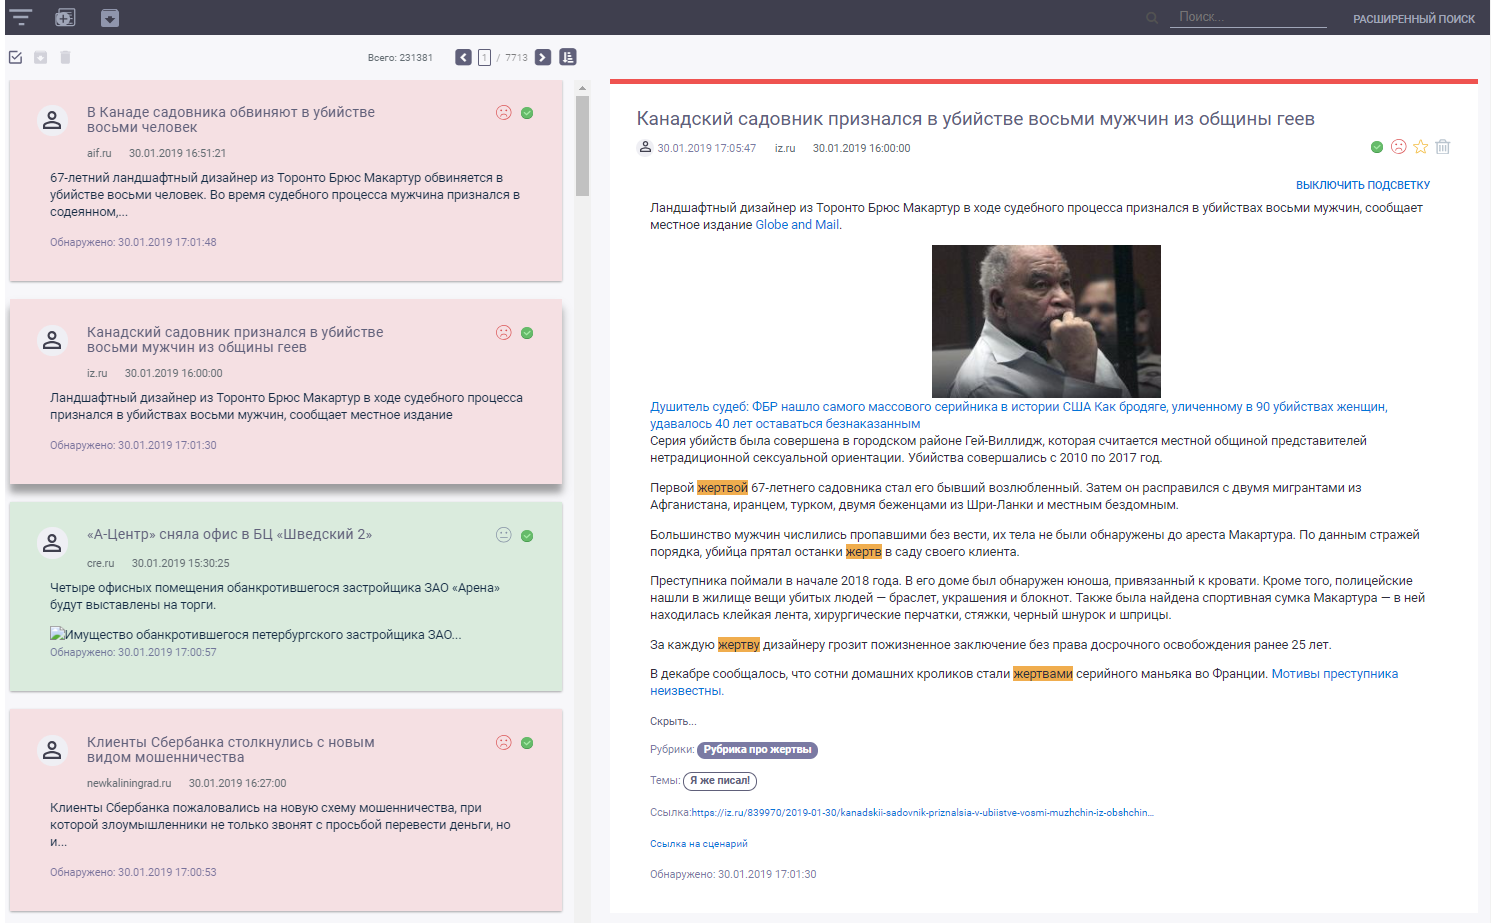 Поиск...
РАСШИРЕННЫЙ ПОИСК
Всего: 231381
1 / 7713
В Канаде садовника обвиняют в убийстве
восьми человек
aif.ru 30.01.2019 16:51:21
67-летний ландшафтный дизайнер из Торонто Брюс Макартур обвиняется в
убийстве восьми человек. Во время судебного процесса мужчина признался в
содеянном,...
Обнаружено: 30.01.2019 17:01:48
Канадский садовник признался в убийстве
восьми мужчин из общины геев
iz.ru 30.01.2019 16:00:00
Ландшафтный дизайнер из Торонто Брюс Макартур в ходе судебного процесса
признался в убийствах восьми мужчин, сообщает местное издание
Обнаружено: 30.01.2019 17:01:30
«А-Центр» сняла офис в БЦ «Шведский 2»
cre.ru 30.01.2019 15:30:25
Четыре офисных помещения обанкротившегося застройщика ЗАО «Арена»
будут выставлены на торги.
Имущество обанкротившегося петербургского застройщика ЗАО...
Обнаружено: 30.01.2019 17:00:57
Клиенты Сбербанка столкнулись с новым
видом мошенничества
newkaliningrad.ru 30.01.2019 16:27:00
Клиенты Сбербанка пожаловались на новую схему мошенничества, при
которой злоумышленники не только звонят с просьбой перевести деньги, но
и...
Обнаружено: 30.01.2019 17:00:53
Канадский садовник признался в убийстве восьми мужчин из общины геев
30.01.2019 17:05:47 iz.ru 30.01.2019 16:00:00
ВЫКЛЮЧИТЬ ПОДСВЕТКУ
Ландшафтный дизайнер из Торонто Брюс Макартур в ходе судебного процесса признался в убийствах восьми мужчин, сообщает
местное издание Globe and Mail.
Душитель судеб: ФБР нашло самого массового серийника в истории США Как бродяге, уличенному в 90 убийствах женщин,
удавалось 40 лет оставаться безнаказанным
Серия убийств была совершена в городском районе Гей-Виллидж, которая считается местной общиной представителей
нетрадиционной сексуальной ориентации. Убийства совершались с 2010 по 2017 год.
Первой жертвой 67-летнего садовника стал его бывший возлюбленный. Затем он расправился с двумя мигрантами из
Афганистана, иранцем, турком, двумя беженцами из Шри-Ланки и местным бездомным.
Большинство мужчин числились пропавшими без вести, их тела не были обнаружены до ареста Макартура. По данным стражей
порядка, убийца прятал останки жертв в саду своего клиента.
Преступника поймали в начале 2018 года. В его доме был обнаружен юноша, привязанный к кровати. Кроме того, полицейские
нашли в жилище вещи убитых людей — браслет, украшения и блокнот. Также была найдена спортивная сумка Макартура — в ней
находилась клейкая лента, хирургические перчатки, стяжки, черный шнурок и шприцы.
За каждую жертву дизайнеру грозит пожизненное заключение без права досрочного освобождения ранее 25 лет.
В декабре сообщалось, что сотни домашних кроликов стали жертвами серийного маньяка во Франции. Мотивы преступника
неизвестны.
Скрыть...
Рубрики: Рубрика про жертвы
Темы: Я же писал!
Ссылка:https://iz.ru/839970/2019-01-30/kanadskii-sadovnik-priznalsia-v-ubiistve-vosmi-muzhchin-iz-obshchin...
Ссылка на сценарий
Обнаружено: 30.01.2019 17:01:30